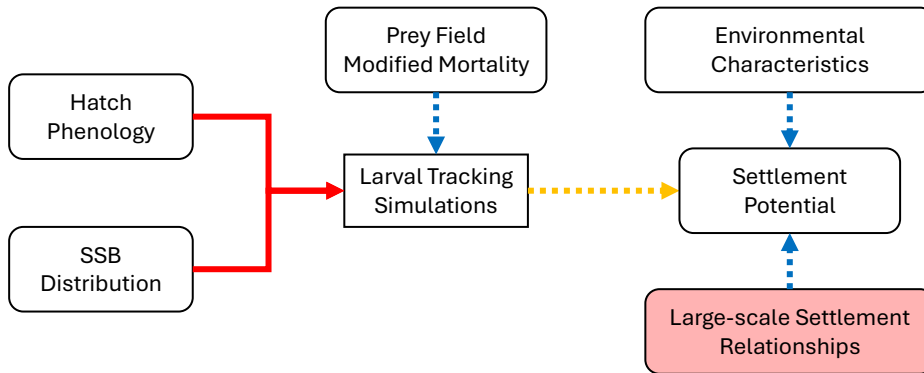 Prey Field
Modified Mortality
Environmental
Characteristics
Hatch
Phenology
Larval Tracking
Simulations
Settlement
Potential
SSB
Distribution
Large-scale Settlement
Relationships